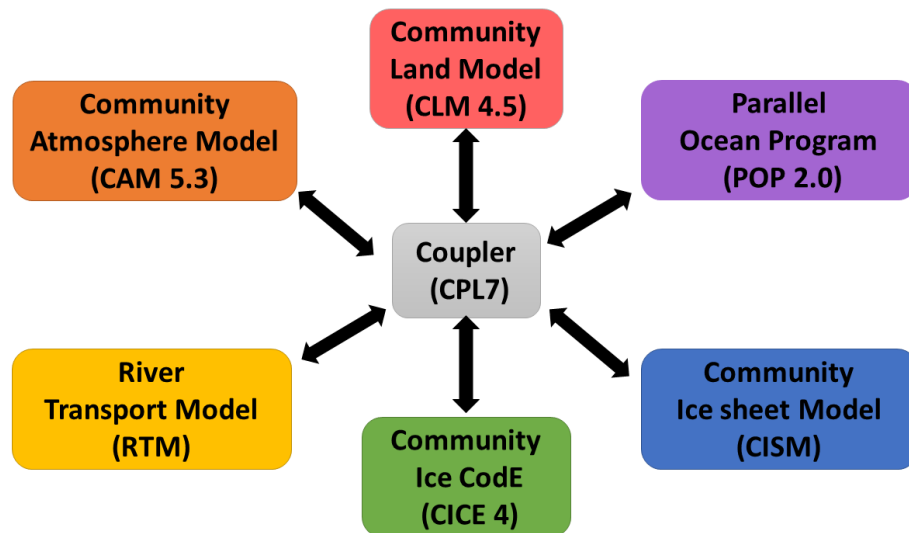 Community
Land Model
(CLM 4.5)
Community
Atmosphere Model
(CAM 5.3)
Parallel
Ocean Program
(POP 2.0)
Coupler
(CPL7)
River
Transport Model
(RTM)
Community
Ice CodE
(CICE 4)
Community
Ice sheet Model
(CISM)